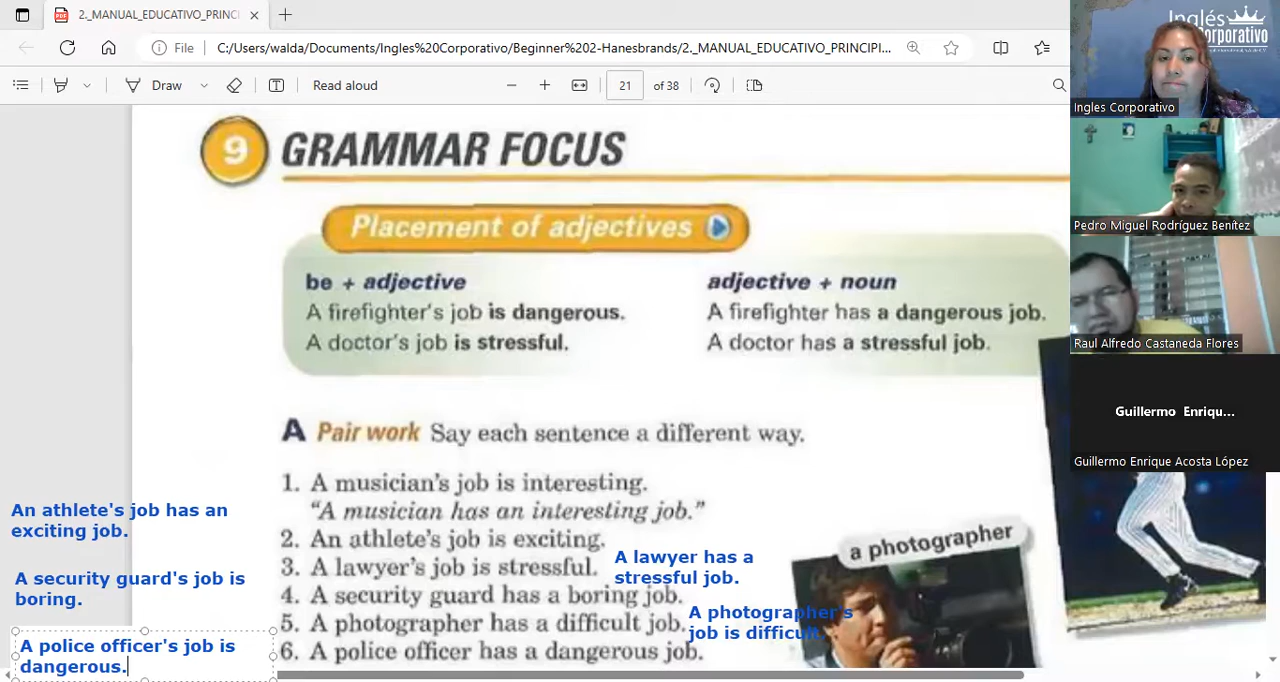 2._MANUAL_EDUCATIVO_PRINCI
File
C:/Users/walda/Documents/Ingles%20Corporativo/Beginner%202-Hanesbrands/2._MANUAL_EDUCATIVO_PRINCIPI...
Draw
Read aloud
21
of 38
9 GRAMMAR FOCUS
Placement of adjectives
be + adjective
A firefighter's job is dangerous.
A doctor's job is stressful.
adjective + noun
A firefighter has a dangerous job.
A doctor has a stressful job.
A Pair work Say each sentence a different way.
1. A musician's job is interesting.
"A musician has an interesting job."
2. An athlete's job is exciting.
3. A lawyer's job is stressful.
4. A security guard has a boring job.
5. A photographer has a difficult job.
6. A police officer has a dangerous job.
An athlete's job has an
exciting job.
A security guard's job is
boring.
A police officer's job is
dangerous.
A lawyer has a
stressful job.
A photographer's
job is difficult.
a photographer
Inglés
Corporativo
Ingles Corporativo
Pedro Miguel Rodríguez Benítez
Raul Alfredo Castaneda Flores
Guillermo Enriqu...
Guillermo Enrique Acosta López